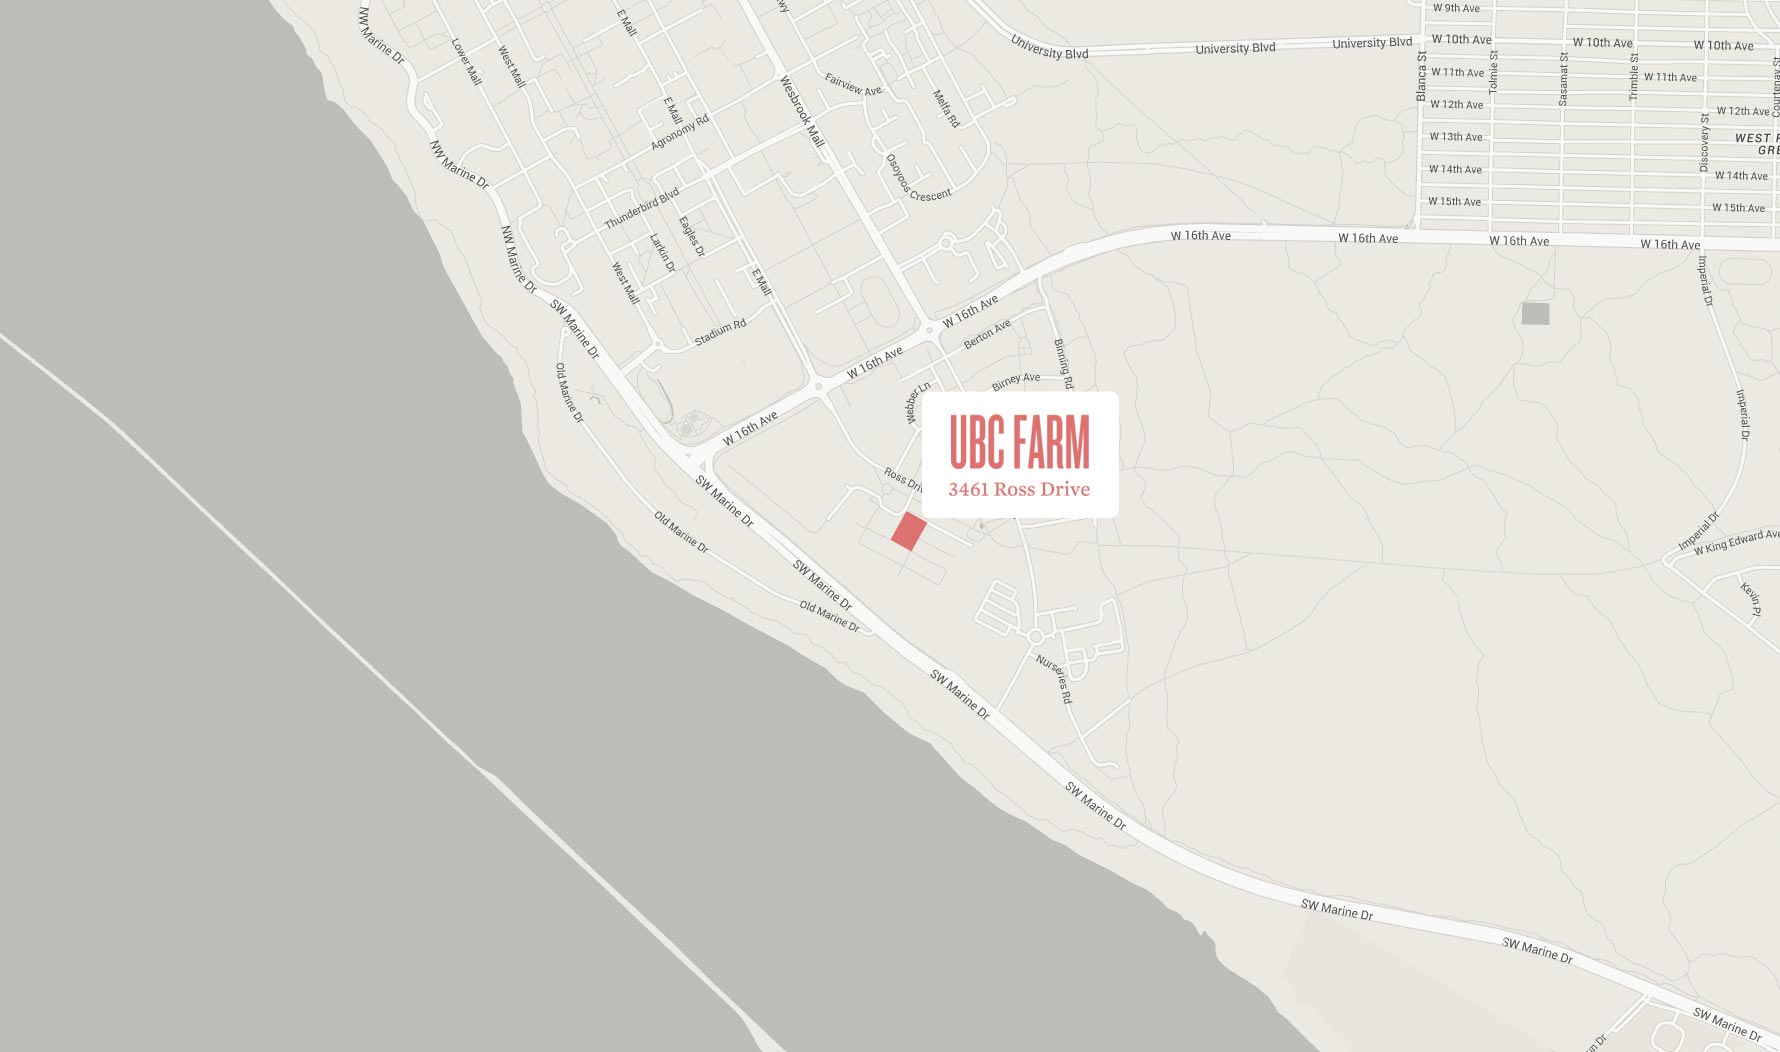 W 9th Ave
NW Marine Dr
Lower Mall
West Mall
E Mall
University Blvd
University Blvd
University Blvd
W 10th Ave
W 10th Ave
W 10th Ave
Blanca St
Tolmie St
Sasamat St
Trimble St
Courtenay St
W 11th Ave
W 11th Ave
Fairview Ave
Wesbrook Mall
Melfa Rd
E Mall
W 12th Ave
W 12th Ave
Agronomy Rd
W 13th Ave
Discovery St
WEST P
GRE
NW Marine Dr
Osoyoos Crescent
W 14th Ave
W 14th Ave
Thunderbird Blvd
W 15th Ave
W 15th Ave
Eagles Dr
Larkin Dr
NW Marine Dr
W 16th Ave
W 16th Ave
W 16th Ave
W 16th Ave
West Mall
E Mall
Imperial Dr
SW Marine Dr
Stadium Rd
W 16th Ave
Berton Ave
Binning Rd
W 16th Ave
Old Marine Dr
Birney Ave
Webber Ln
W 16th Ave
Imperial Dr
UBC FARM
3461 Ross Drive
Ross Driv
SW Marine Dr
Old Marine Dr
Imperial Dr
W King Edward Ave
SW Marine Dr
Old Marine Dr
Kevin Pl
Nurseries Rd
SW Marine Dr
SW Marine Dr
SW Marine Dr
SW Marine Dr
SW Marine Dr